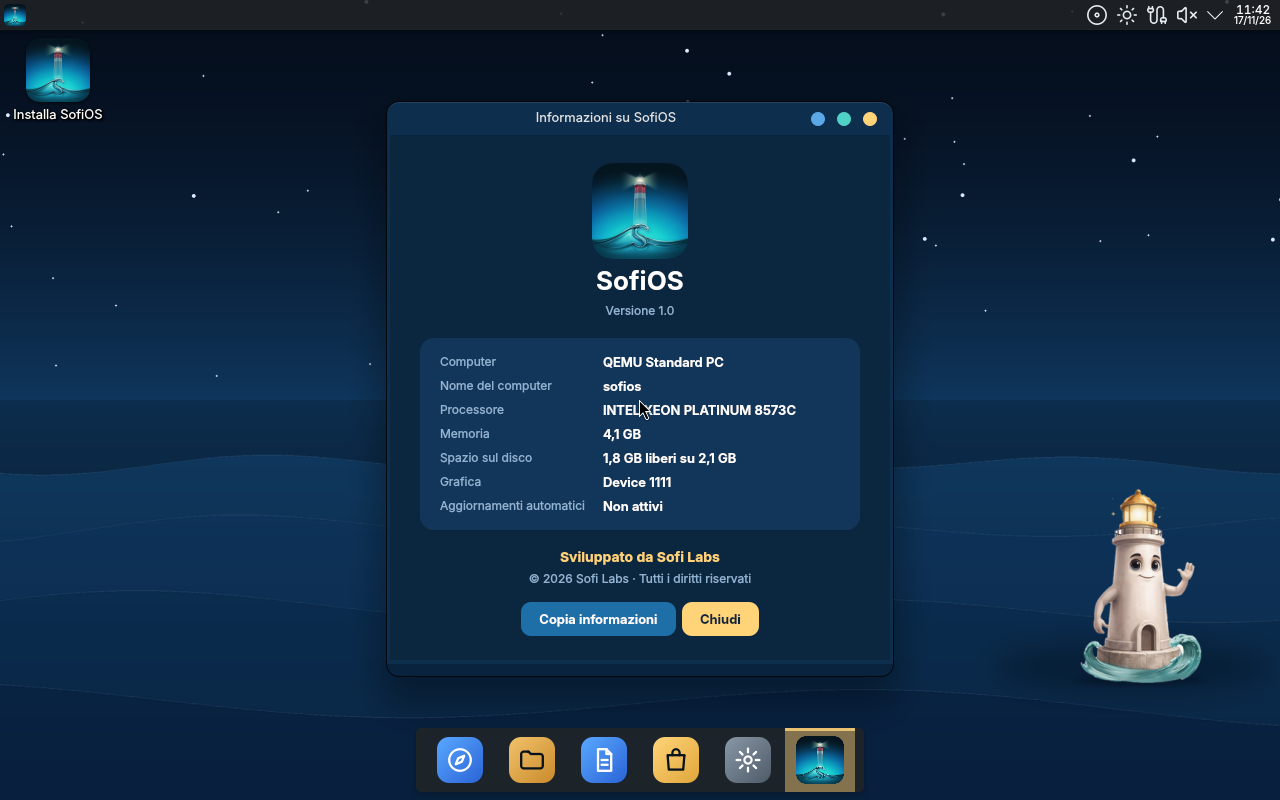 11:42
17/11/26
Installa SofiOS
Informazioni su SofiOS
SofiOS
Versione 1.0
Computer QEMU Standard PC
Nome del computer sofios
Processore INTEL XEON PLATINUM 8573C
Memoria 4,1 GB
Spazio sul disco 1,8 GB liberi su 2,1 GB
Grafica Device 1111
Aggiornamenti automatici Non attivi
Sviluppato da Sofi Labs
© 2026 Sofi Labs · Tutti i diritti riservati
Copia informazioni Chiudi